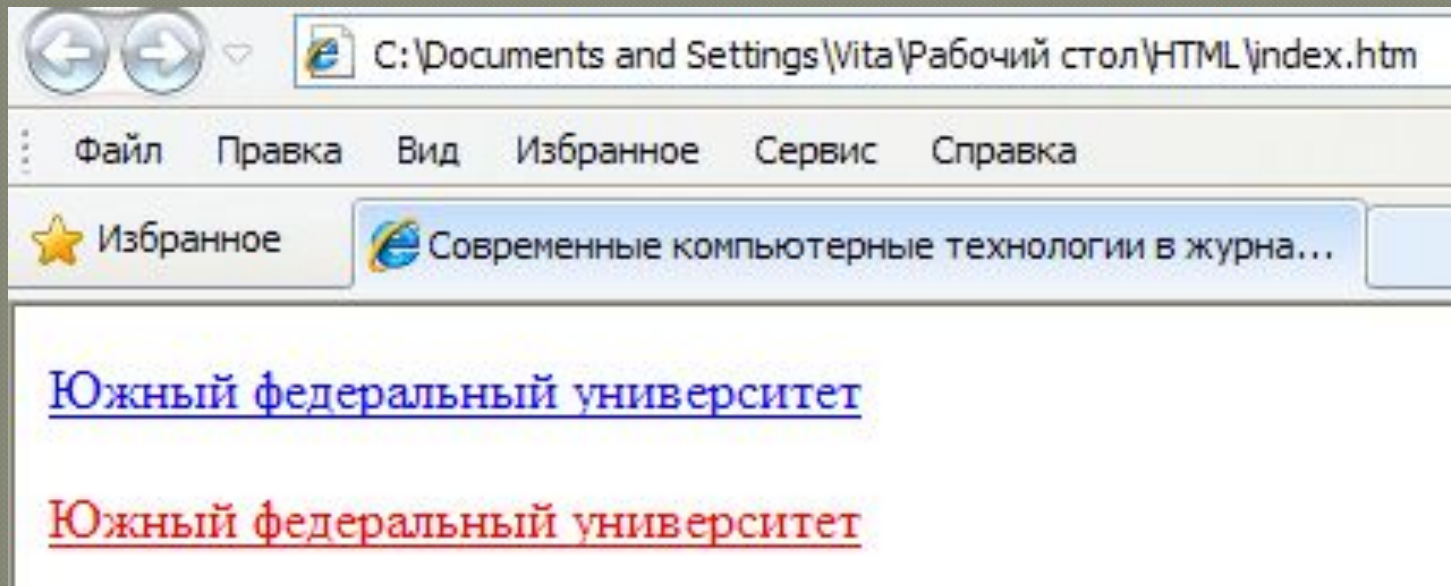 C:\Documents and Settings\Vita\Рабочий стол\HTML\index.htm
Файл Правка Вид Избранное Сервис Справка
Избранное Современные компьютерные технологии в журна...
Южный федеральный университет
Южный федеральный университет